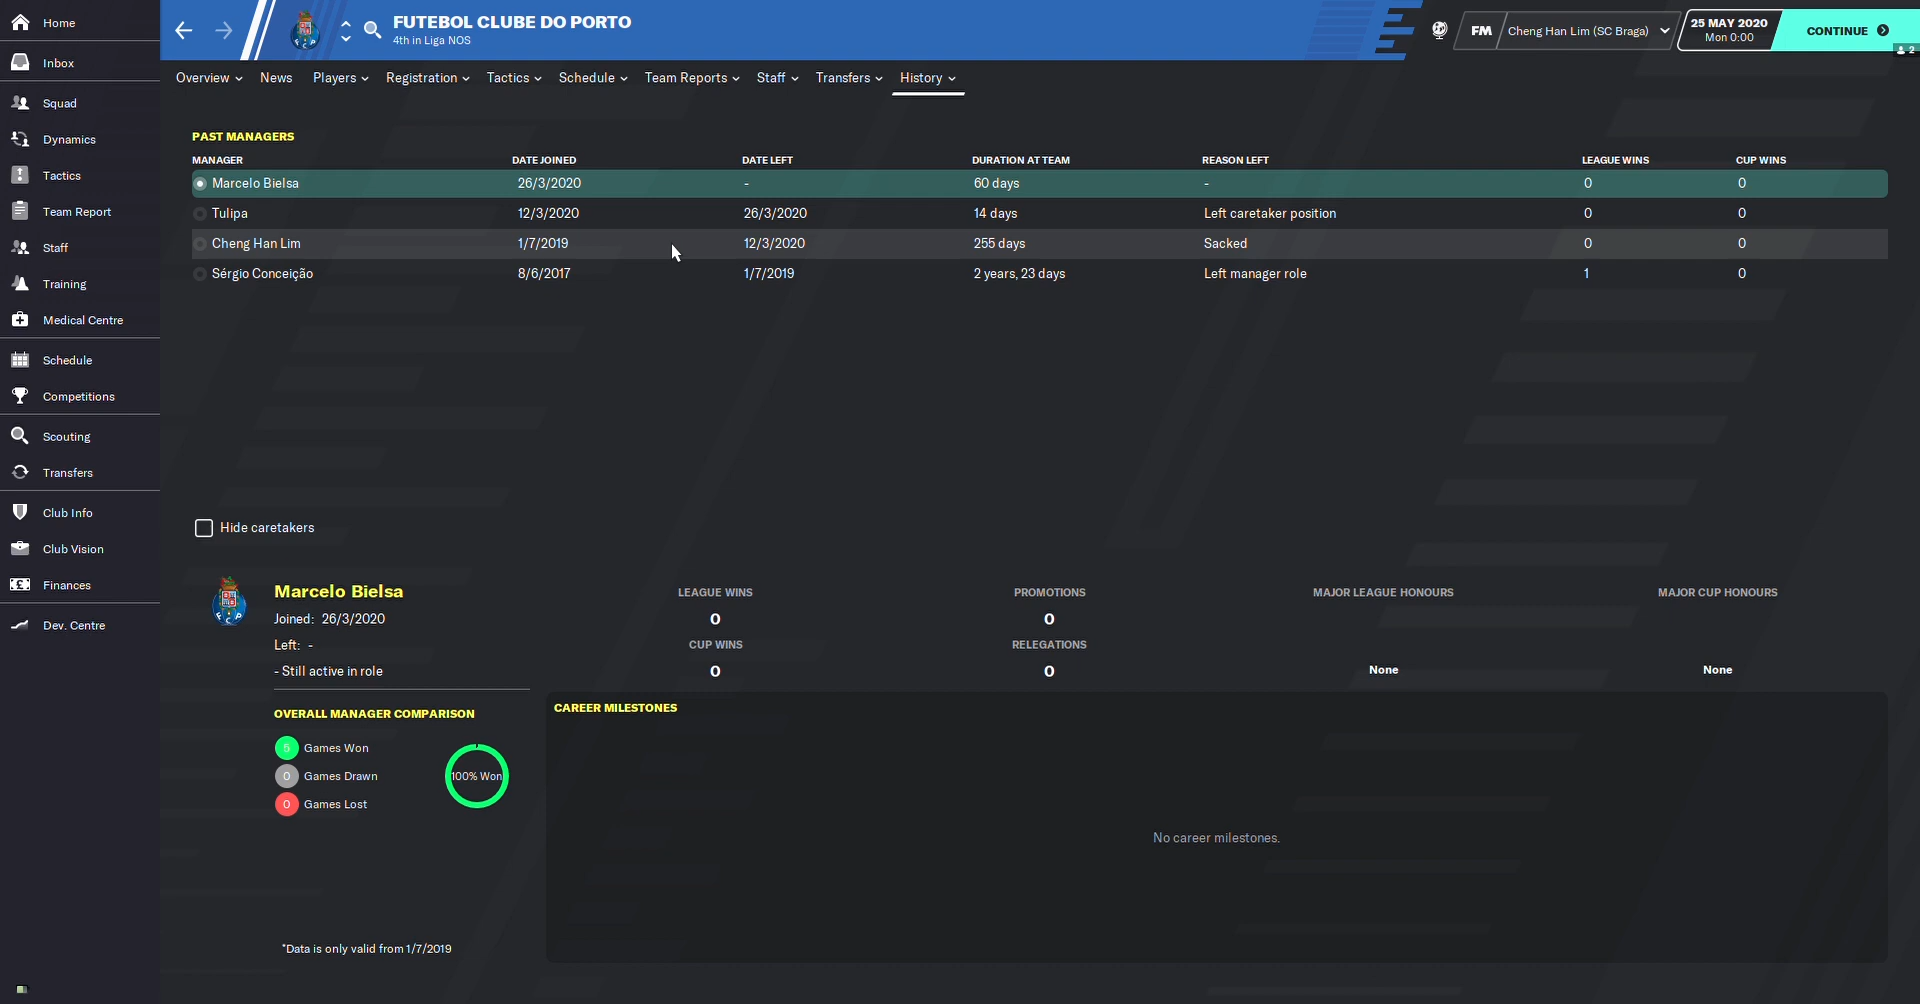 Home
Inbox
Squad
Dynamics
Tactics
Team Report
Staff
Training
Medical Centre
Schedule
Competitions
Scouting
Transfers
Club Info
Club Vision
Finances
Dev. Centre
FUTEBOL CLUBE DO PORTO
4th in Liga NOS
FM Cheng Han Lim (SC Braga)
25 MAY 2020
Mon 0:00
CONTINUE
2
Overview News Players Registration Tactics Schedule Team Reports Staff Transfers History
PAST MANAGERS
MANAGER DATE JOINED DATE LEFT DURATION AT TEAM REASON LEFT LEAGUE WINS CUP WINS
Marcelo Bielsa 26/3/2020 - 60 days - 0 0
Tulipa 12/3/2020 26/3/2020 14 days Left caretaker position 0 0
Cheng Han Lim 1/7/2019 12/3/2020 255 days Sacked 0 0
Sérgio Conceição 8/6/2017 1/7/2019 2 years, 23 days Left manager role 1 0
Hide caretakers
FCP
Marcelo Bielsa
Joined: 26/3/2020
Left: -
- Still active in role
LEAGUE WINS PROMOTIONS MAJOR LEAGUE HONOURS MAJOR CUP HONOURS
0 0
CUP WINS RELEGATIONS
0 0 None None
OVERALL MANAGER COMPARISON
5 Games Won
0 Games Drawn
0 Games Lost
100% Won
*Data is only valid from 1/7/2019
CAREER MILESTONES
No career milestones.